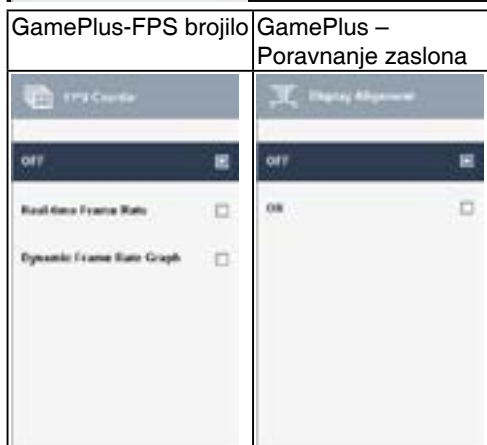 GamePlus-FPS brojilo
GamePlus –
Poravnanje zaslona
FPS Counter
OFF
Real-time Frame Rate
Dynamic Frame Rate Graph
Display Alignment
OFF
ON